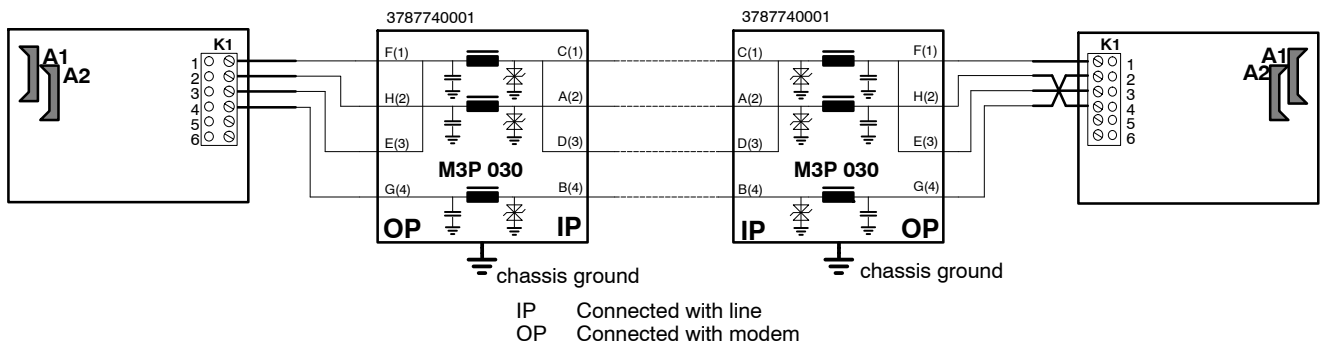 3787740001
3787740001
A1
A2
K1
1
2
3
4
5
6
F(1)
H(2)
E(3)
G(4)
C(1)
A(2)
D(3)
B(4)
M3P 030
OP
IP
chassis ground
C(1)
A(2)
D(3)
B(4)
F(1)
H(2)
E(3)
G(4)
M3P 030
IP
OP
chassis ground
K1
1
2
3
4
5
6
A1
A2
IP Connected with line
OP Connected with modem